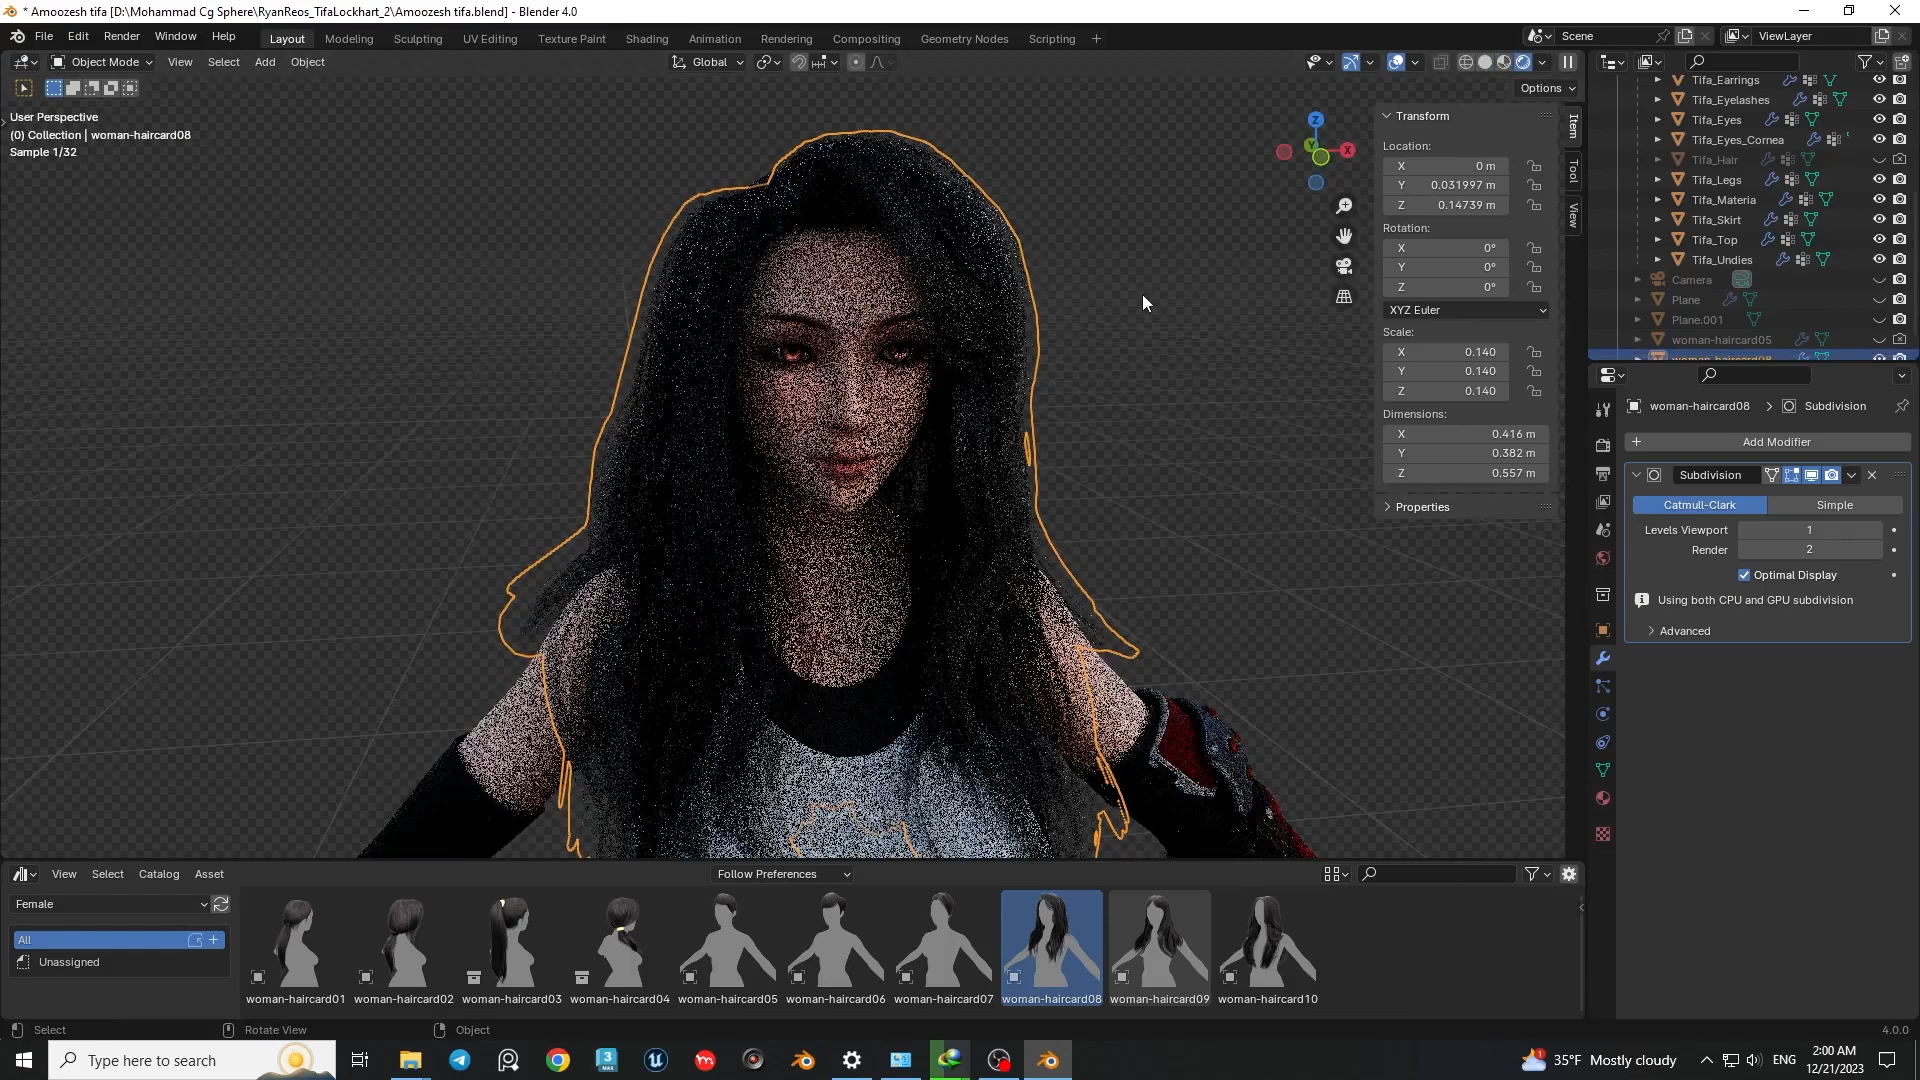 * Amoozesh tifa [D:\Mohammad Cg Sphere\RyanReos_TifaLockhart_2\Amoozesh tifa.blend] - Blender 4.0
File Edit Render Window Help Layout Modeling Sculpting UV Editing Texture Paint Shading Animation Rendering Compositing Geometry Nodes Scripting + Scene ViewLayer
Object Mode View Select Add Object Global
Options
User Perspective
(0) Collection | woman-haircard08
Sample 1/32
Z
Y
X
Transform
Location:
X 0 m
Y 0.031997 m
Z 0.14739 m
Rotation:
X 0°
Y 0°
Z 0°
XYZ Euler
Scale:
X 0.140
Y 0.140
Z 0.140
Dimensions:
X 0.416 m
Y 0.382 m
Z 0.557 m
Properties
Item
Tool
View
Tifa_Earrings
Tifa_Eyelashes
Tifa_Eyes
Tifa_Eyes_Cornea
Tifa_Hair
Tifa_Legs
Tifa_Materia
Tifa_Skirt
Tifa_Top
Tifa_Undies
Camera
Plane
Plane.001
woman-haircard05
woman-haircard08
woman-haircard08 Subdivision
+ Add Modifier
Subdivision
Catmull-Clark Simple
Levels Viewport 1
Render 2
Optimal Display
Using both CPU and GPU subdivision
Advanced
View Select Catalog Asset Follow Preferences
Female
All
Unassigned
woman-haircard01 woman-haircard02 woman-haircard03 woman-haircard04 woman-haircard05 woman-haircard06 woman-haircard07 woman-haircard08 woman-haircard09 woman-haircard10
Select Rotate View Object 4.0.0
Type here to search
3
MAX
1
35°F Mostly cloudy
ENG
2:00 AM
12/21/2023